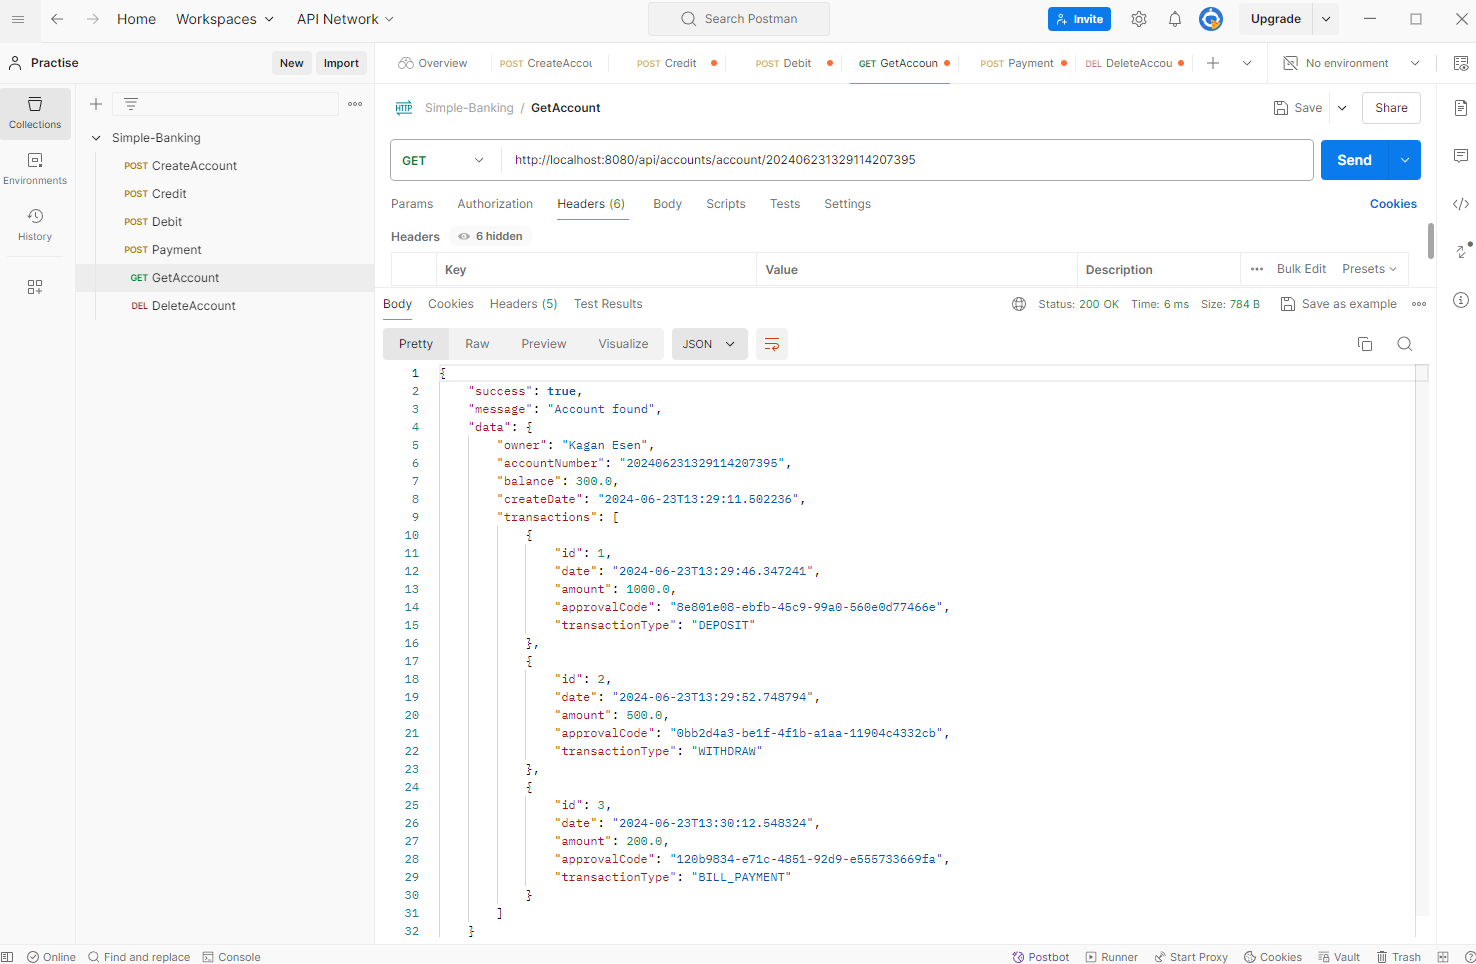 Home Workspaces API Network Search Postman Invite Upgrade
Practise New Import Overview POST CreateAccou POST Credit POST Debit GET GetAccoun POST Payment DEL DeleteAccou No environment
Collections
Environments
History
Simple-Banking
POST CreateAccount
POST Credit
POST Debit
POST Payment
GET GetAccount
DEL DeleteAccount
HTTP Simple-Banking / GetAccount Save Share
GET http://localhost:8080/api/accounts/account/202406231329114207395 Send
Params Authorization Headers (6) Body Scripts Tests Settings Cookies
Headers 6 hidden
Key Value Description Bulk Edit Presets
Body Cookies Headers (5) Test Results Status: 200 OK Time: 6 ms Size: 784 B Save as example
Pretty Raw Preview Visualize JSON
1 {
2 "success": true,
3 "message": "Account found",
4 "data": {
5 "owner": "Kagan Esen",
6 "accountNumber": "202406231329114207395",
7 "balance": 300.0,
8 "createDate": "2024-06-23T13:29:11.502236",
9 "transactions": [
10 {
11 "id": 1,
12 "date": "2024-06-23T13:29:46.347241",
13 "amount": 1000.0,
14 "approvalCode": "8e801e08-ebfb-45c9-99a0-560e0d77466e",
15 "transactionType": "DEPOSIT"
16 },
17 {
18 "id": 2,
19 "date": "2024-06-23T13:29:52.748794",
20 "amount": 500.0,
21 "approvalCode": "0bb2d4a3-be1f-4f1b-a1aa-11904c4332cb",
22 "transactionType": "WITHDRAW"
23 },
24 {
25 "id": 3,
26 "date": "2024-06-23T13:30:12.548324",
27 "amount": 200.0,
28 "approvalCode": "120b9834-e71c-4851-92d9-e555733669fa",
29 "transactionType": "BILL_PAYMENT"
30 }
31 ]
32 }
Online Find and replace Console Postbot Runner Start Proxy Cookies Vault Trash